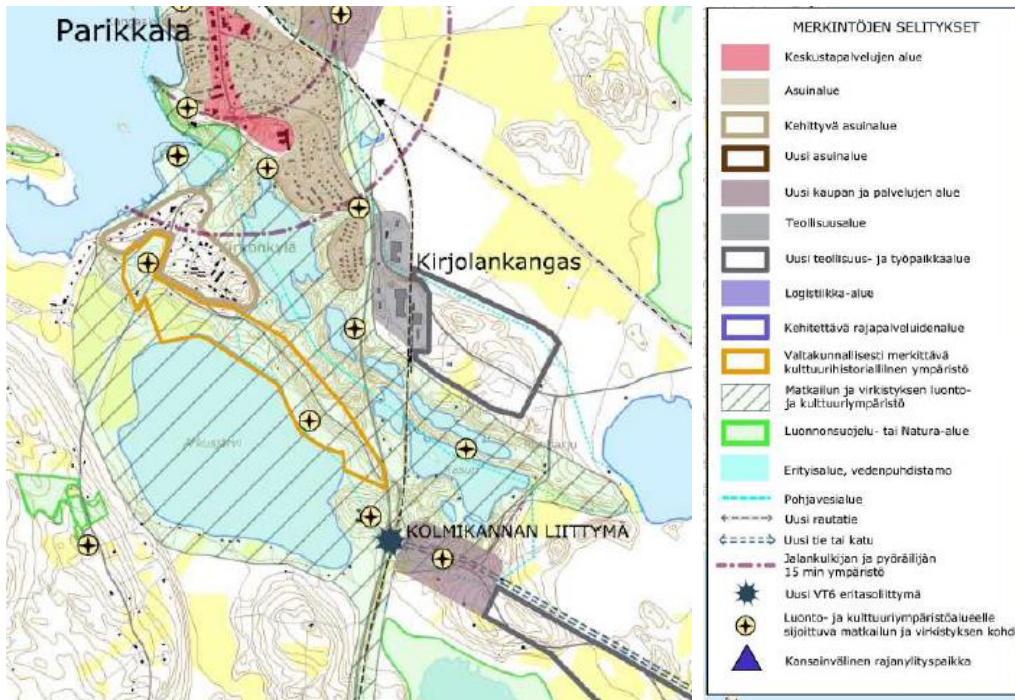 Parikkala
Kirkonkylä
Kirjolankangas
KOLMIKANNAN LIITTYMÄ
MERKINTÖJEN SELITYKSET
Keskustapalvelujen alue
Asuinalue
Kehittyvä asuinalue
Uusi asuinalue
Uusi kaupan ja palvelujen alue
Teollisuusalue
Uusi teollisuus- ja työpaikkaalue
Logistiikka-alue
Kehitettävä rajapalveluidenalue
Valtakunnallisesti merkittävä
kulttuurihistoriallilnen ympäristö
Matkailun ja virkistyksen luonto-
ja kulttuuriympäristö
Luonnonsuojelu- tai Natura-alue
Erityisalue, vedenpuhdistamo
Pohjavesialue
Uusi rautatie
Uusi tie tai katu
Jalankulkijan ja pyöräilijän
15 min ympäristö
Uusi VT6 eritasoliittymä
Luonto- ja kulttuuriympäristöalueelle
sijoittuva matkailun ja virkistyksen kohd
Kansainvälinen rajanylityspaikka